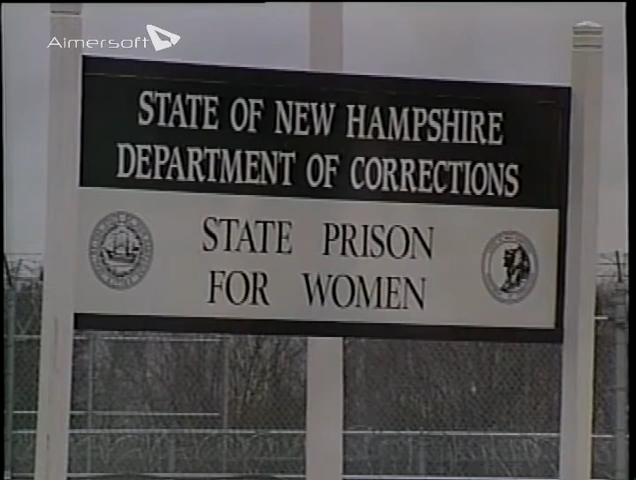 Aimersoft
STATE OF NEW HAMPSHIRE
DEPARTMENT OF CORRECTIONS
STATE PRISON
FOR WOMEN